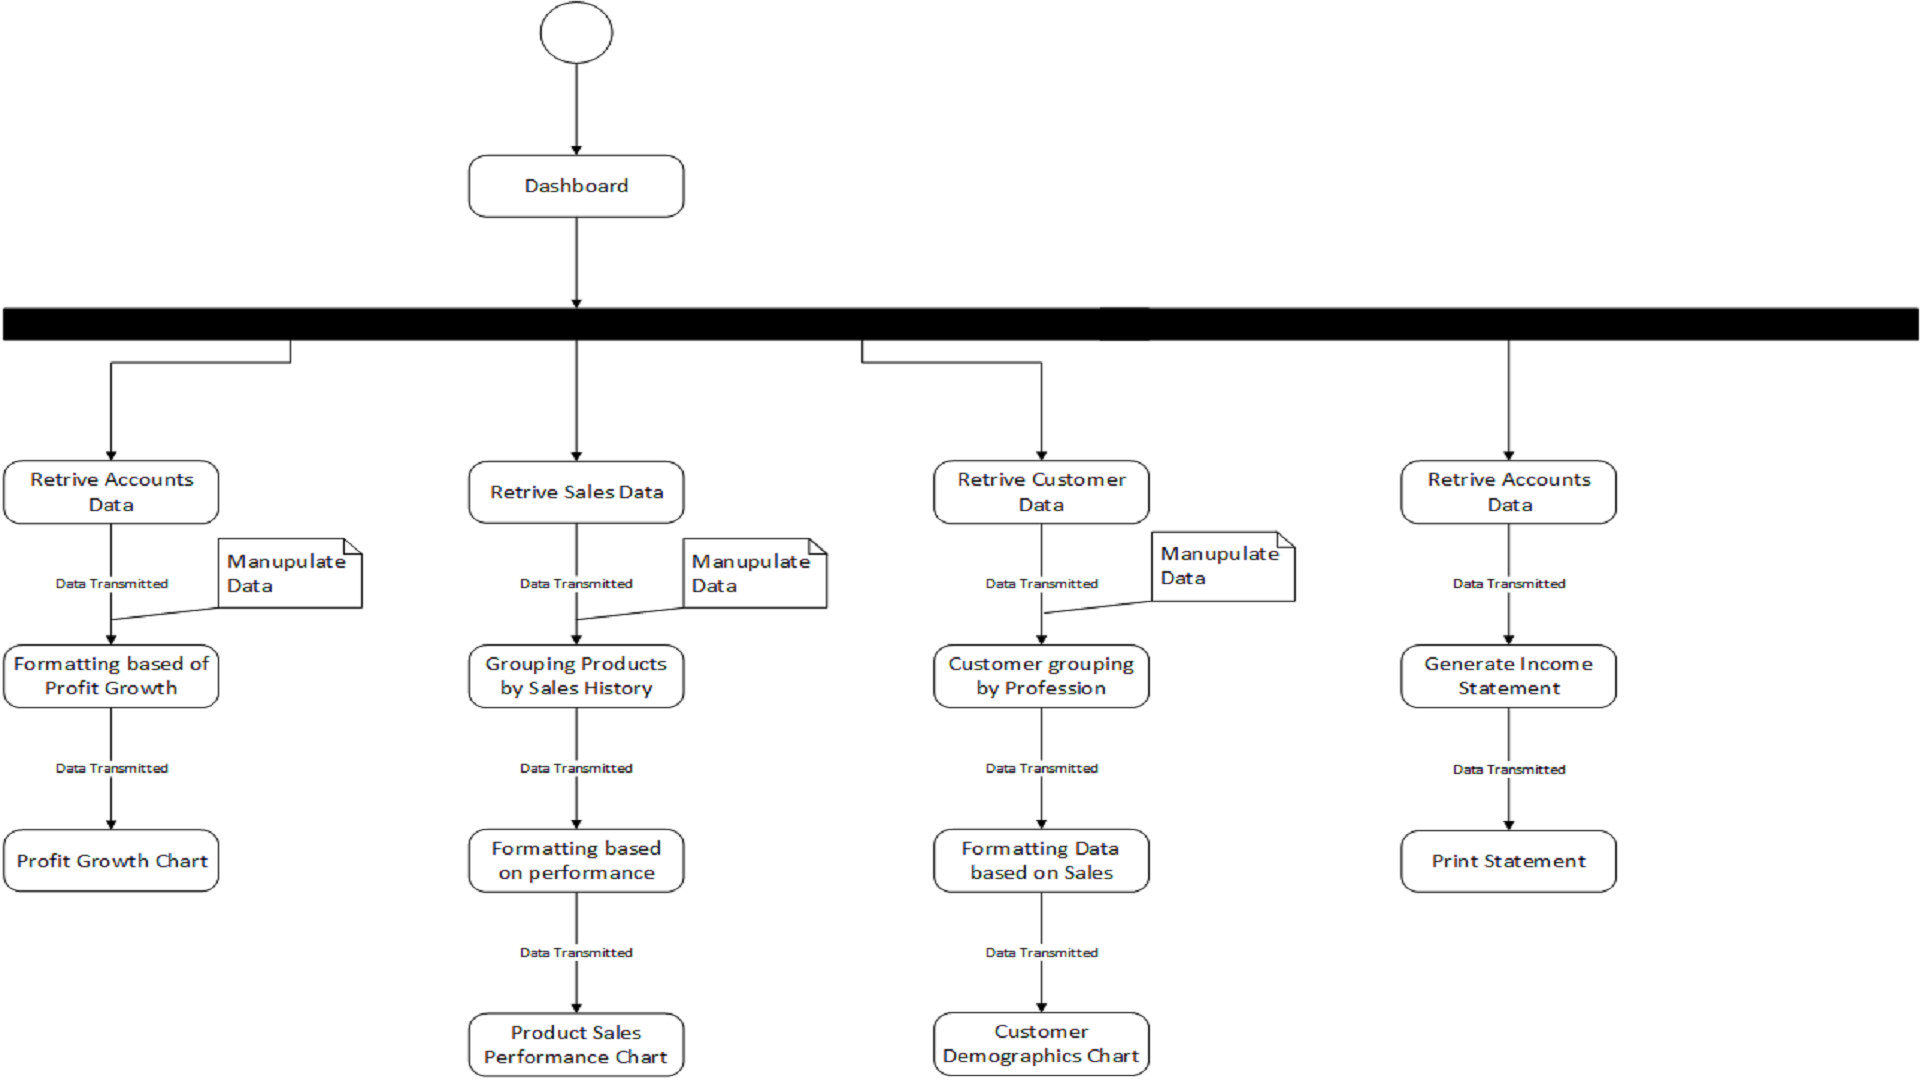 Dashboard
Retrive Accounts
Data
Retrive Sales Data
Retrive Customer
Data
Retrive Accounts
Data
Manupulate
Data
Manupulate
Data
Manupulate
Data
Data Transmitted
Data Transmitted
Data Transmitted
Data Transmitted
Formatting based of
Profit Growth
Grouping Products
by Sales History
Customer grouping
by Profession
Generate Income
Statement
Data Transmitted
Data Transmitted
Data Transmitted
Data Transmitted
Profit Growth Chart
Formatting based
on performance
Formatting Data
based on Sales
Print Statement
Data Transmitted
Data Transmitted
Product Sales
Performance Chart
Customer
Demographics Chart